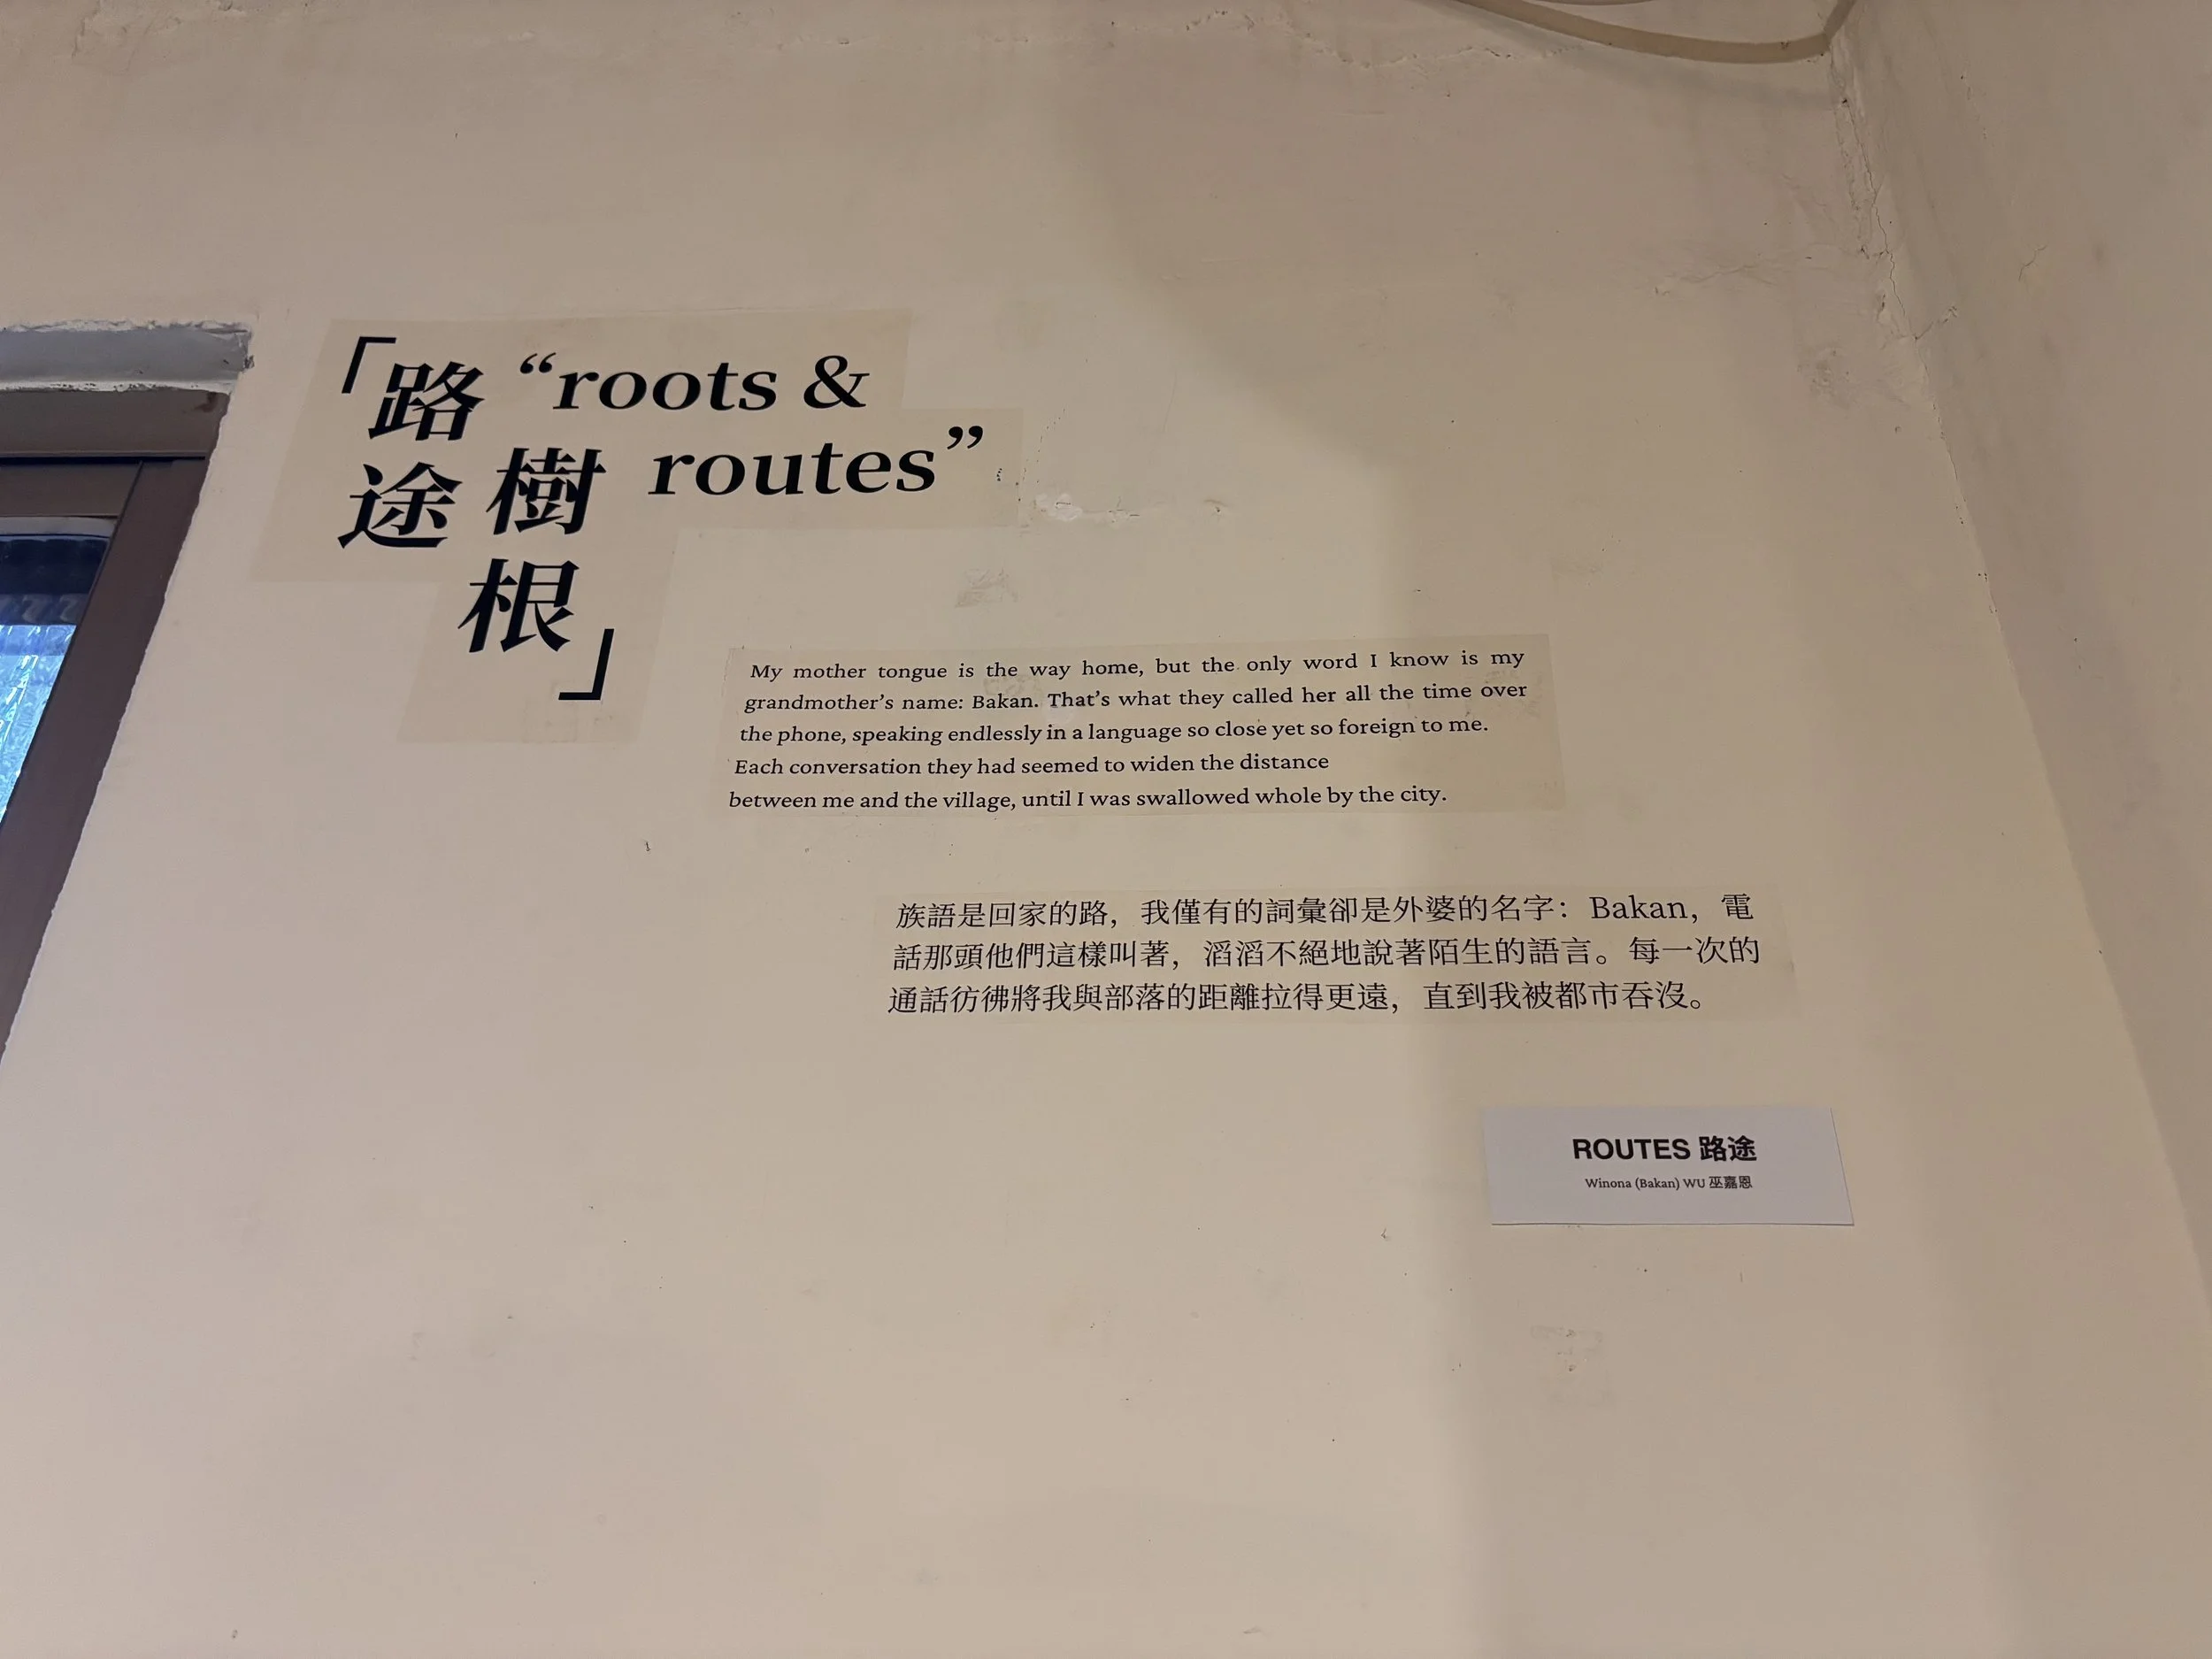 「路途
樹根」
“roots &
routes”
My mother tongue is the way home, but the only word I know is my
grandmother’s name: Bakan. That’s what they called her all the time over
the phone, speaking endlessly in a language so close yet so foreign to me.
Each conversation they had seemed to widen the distance
between me and the village, until I was swallowed whole by the city.
族語是回家的路，我僅有的詞彙卻是外婆的名字：Bakan，電
話那頭他們這樣叫著，滔滔不絕地說著陌生的語言。每一次的
通話彷彿將我與部落的距離拉得更遠，直到我被都市吞沒。
ROUTES 路途
Winona (Bakan) WU 巫嘉恩